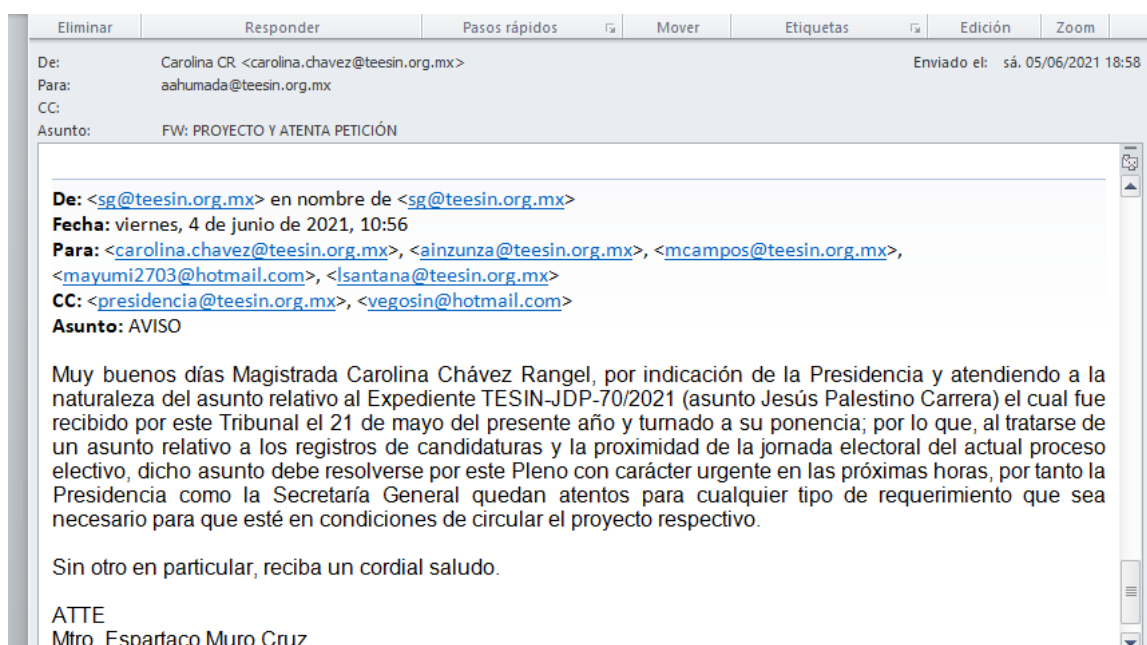 Eliminar Responder Pasos rápidos Mover Etiquetas Edición Zoom
De: Carolina CR <carolina.chavez@teesin.org.mx> Enviado el: sá. 05/06/2021 18:58
Para: aahumada@teesin.org.mx
CC:
Asunto: FW: PROYECTO Y ATENTA PETICIÓN
De: <sg@teesin.org.mx> en nombre de <sg@teesin.org.mx>
Fecha: viernes, 4 de junio de 2021, 10:56
Para: <carolina.chavez@teesin.org.mx>, <ainzunza@teesin.org.mx>, <mcampos@teesin.org.mx>,
<mayumi2703@hotmail.com>, <lsantana@teesin.org.mx>
CC: <presidencia@teesin.org.mx>, <vegosin@hotmail.com>
Asunto: AVISO
Muy buenos días Magistrada Carolina Chávez Rangel, por indicación de la Presidencia y atendiendo a la
naturaleza del asunto relativo al Expediente TESIN-JDP-70/2021 (asunto Jesús Palestino Carrera) el cual fue
recibido por este Tribunal el 21 de mayo del presente año y turnado a su ponencia; por lo que, al tratarse de
un asunto relativo a los registros de candidaturas y la proximidad de la jornada electoral del actual proceso
electivo, dicho asunto debe resolverse por este Pleno con carácter urgente en las próximas horas, por tanto la
Presidencia como la Secretaría General quedan atentos para cualquier tipo de requerimiento que sea
necesario para que esté en condiciones de circular el proyecto respectivo.
Sin otro en particular, reciba un cordial saludo.
ATTE
Mtro. Espartaco Muro Cruz